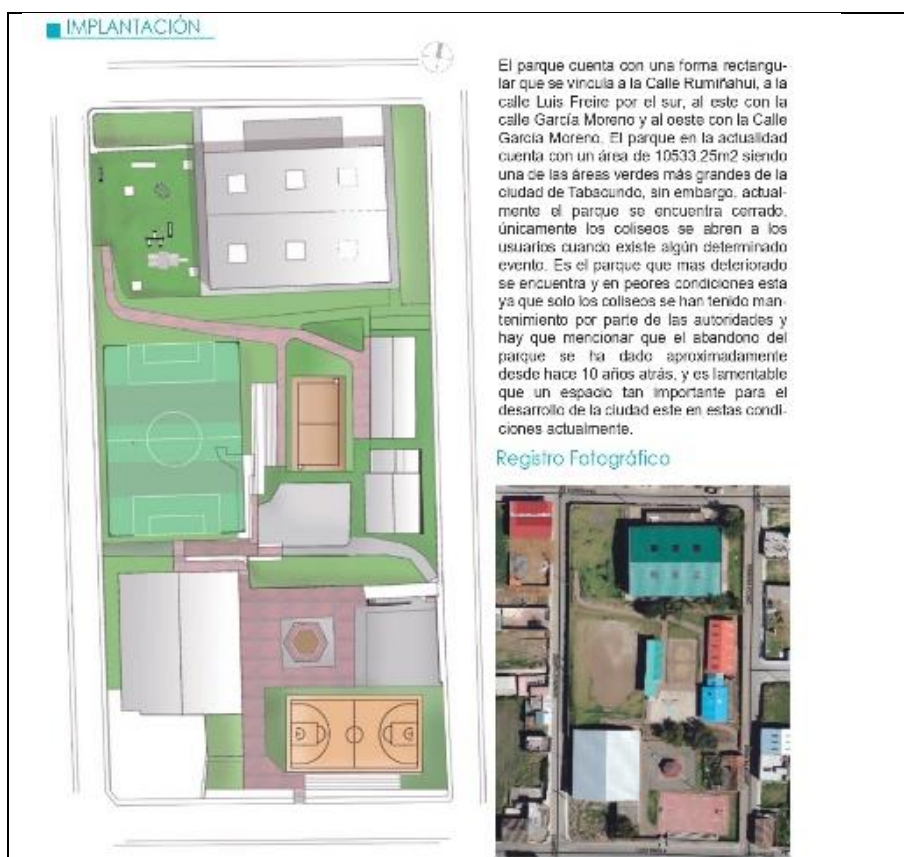 IMPLANTACIÓN
El parque cuenta con una forma rectangu-
lar que se vincula a la Calle Rumiñahui, a la
calle Luis Freire por el sur, al este con la
calle García Moreno y al oeste con la Calle
García Moreno. El parque en la actualidad
cuenta con un área de 10533.25m2 siendo
una de las áreas verdes más grandes de la
ciudad de Tabacundo, sin embargo, actual-
mente el parque se encuentra cerrado,
únicamente los coliseos se abren a los
usuarios cuando existe algún determinado
evento. Es el parque que mas deteriorado
se encuentra y en peores condiciones esta
ya que solo los coliseos se han tenido man-
tenimiento por parte de las autoridades y
hay que mencionar que el abandono del
parque se ha dado aproximadamente
desde hace 10 años atrás, y es lamentable
que un espacio tan importante para el
desarrollo de la ciudad este en estas condi-
ciones actualmente.
Registro Fotográfico